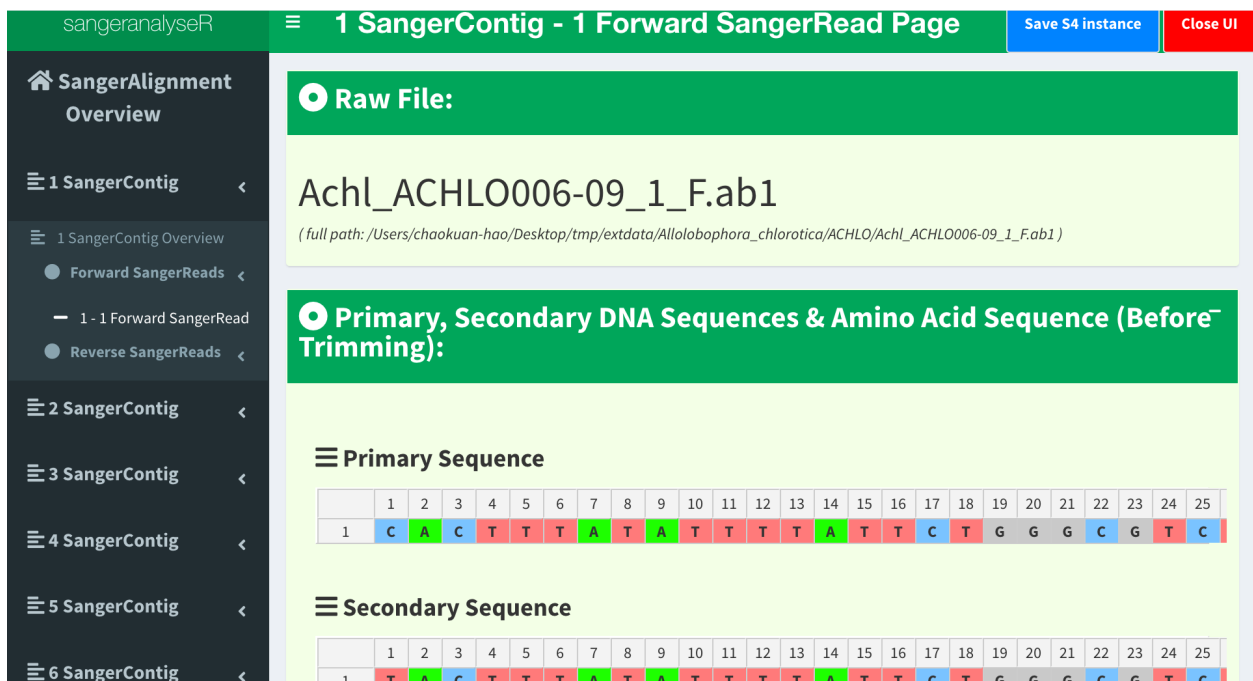 sangeranalyseR
1 SangerContig - 1 Forward SangerRead Page
Save S4 instance
Close UI
SangerAlignment
Overview
1 SangerContig
1 SangerContig Overview
Forward SangerReads
1 - 1 Forward SangerRead
Reverse SangerReads
2 SangerContig
3 SangerContig
4 SangerContig
5 SangerContig
6 SangerContig
Raw File:
Achl_ACHLO006-09_1_F.ab1
( full path: /Users/chaokuan-hao/Desktop/tmp/extdata/Allolobophora_chlorotica/ACHLO/Achl_ACHLO006-09_1_F.ab1 )
Primary, Secondary DNA Sequences & Amino Acid Sequence (Before
Trimming):
Primary Sequence
1 2 3 4 5 6 7 8 9 10 11 12 13 14 15 16 17 18 19 20 21 22 23 24 25
1 C A C T T T A T A T T T T A T T C T G G G C G T C
Secondary Sequence
1 2 3 4 5 6 7 8 9 10 11 12 13 14 15 16 17 18 19 20 21 22 23 24 25
1 T A C T T T A T A T T T T A T T C T G G G C G T C